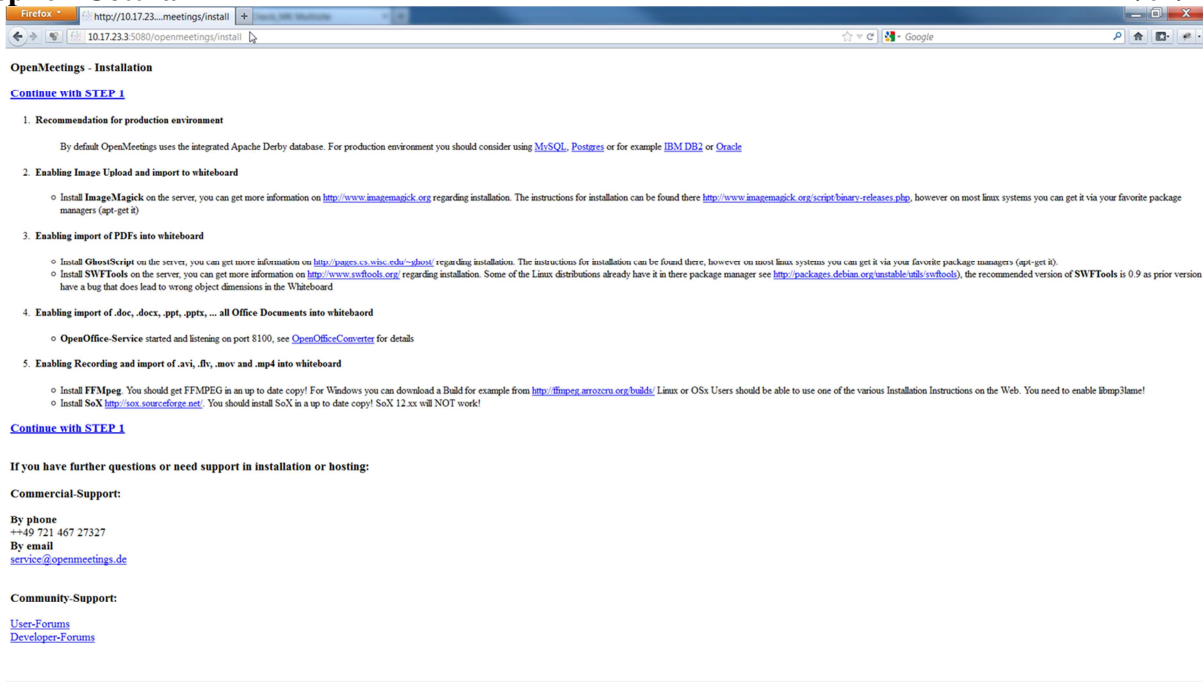 Firefox
http://10.17.23....meetings/install
10.17.23.3:5080/openmeetings/install
Google
OpenMeetings - Installation
Continue with STEP 1
1. Recommendation for production environment
By default OpenMeetings uses the integrated Apache Derby database. For production environment you should consider using MySQL, Postgres or for example IBM DB2 or Oracle
2. Enabling Image Upload and import to whiteboard
Install ImageMagick on the server, you can get more information on http://www.imagemagick.org regarding installation. The instructions for installation can be found there http://www.imagemagick.org/script/binary-releases.php, however on most linux systems you can get it via your favorite package
managers (apt-get it)
3. Enabling import of PDFs into whiteboard
Install GhostScript on the server, you can get more information on http://pages.cs.wisc.edu/~ghost/ regarding installation. The instructions for installation can be found there, however on most linux systems you can get it via your favorite package managers (apt-get it).
Install SWFTools on the server, you can get more information on http://www.swftools.org/ regarding installation. Some of the Linux distributions already have it in there package manager see http://packages.debian.org/unstable/utils/swftools), the recommended version of SWFTools is 0.9 as prior version
have a bug that does lead to wrong object dimensions in the Whiteboard
4. Enabling import of .doc, .docx, .ppt, .pptx, ... all Office Documents into whitebaord
OpenOffice-Service started and listening on port 8100, see OpenOfficeConverter for details
5. Enabling Recording and import of .avi, .flv, .mov and .mp4 into whiteboard
Install FFMpeg. You should get FFMPEG in an up to date copy! For Windows you can download a Build for example from http://ffmpeg.arrozcru.org/builds/ Linux or OSx Users should be able to use one of the various Installation Instructions on the Web. You need to enable libmp3lame!
Install SoX http://sox.sourceforge.net/. You should install SoX in a up to date copy! SoX 12.xx will NOT work!
Continue with STEP 1
If you have further questions or need support in installation or hosting:
Commercial-Support:
By phone
++49 721 467 27327
By email
service@openmeetings.de
Community-Support:
User-Forums
Developer-Forums